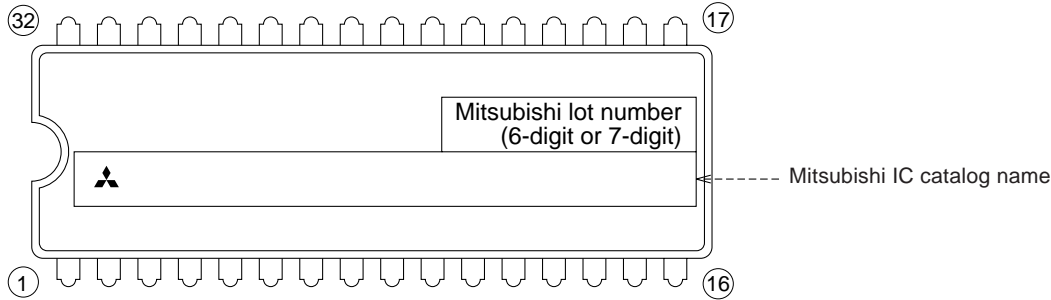 32
17
Mitsubishi lot number
(6-digit or 7-digit)
Mitsubishi IC catalog name
1
16